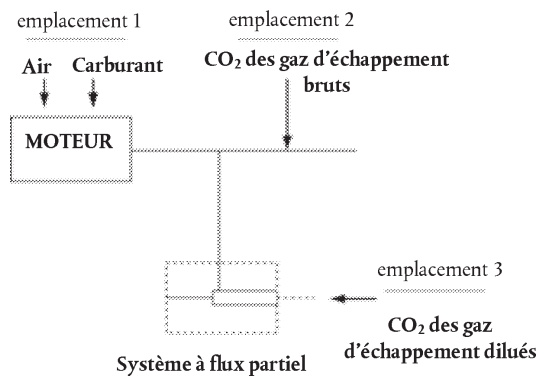 emplacement 1
emplacement 2
Air Carburant
CO₂ des gaz d'échappement
bruts
MOTEUR
emplacement 3
CO₂ des gaz
d'échappement dilués
Système à flux partiel